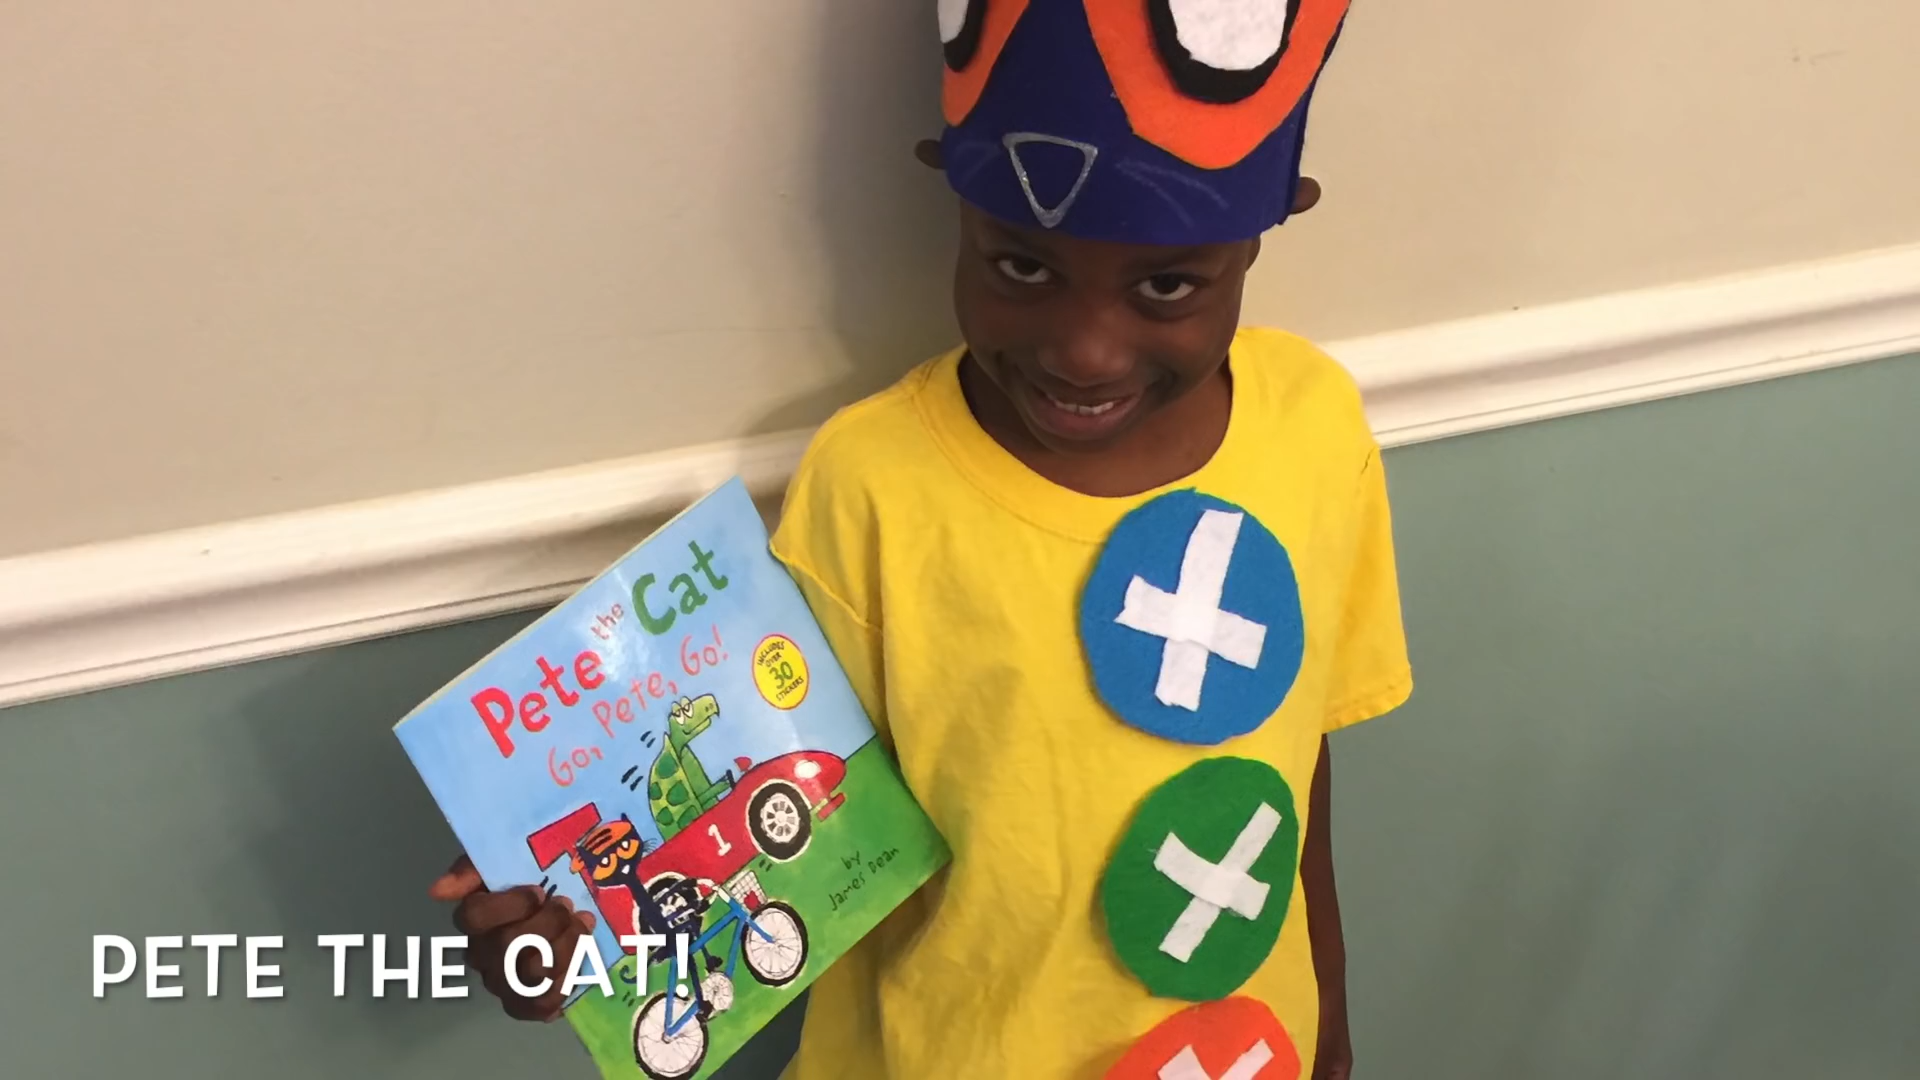 Pete the Cat
Go, Pete, Go!
INCLUDES
OVER
30
STICKERS
1
by
James Dean
PETE THE CAT!